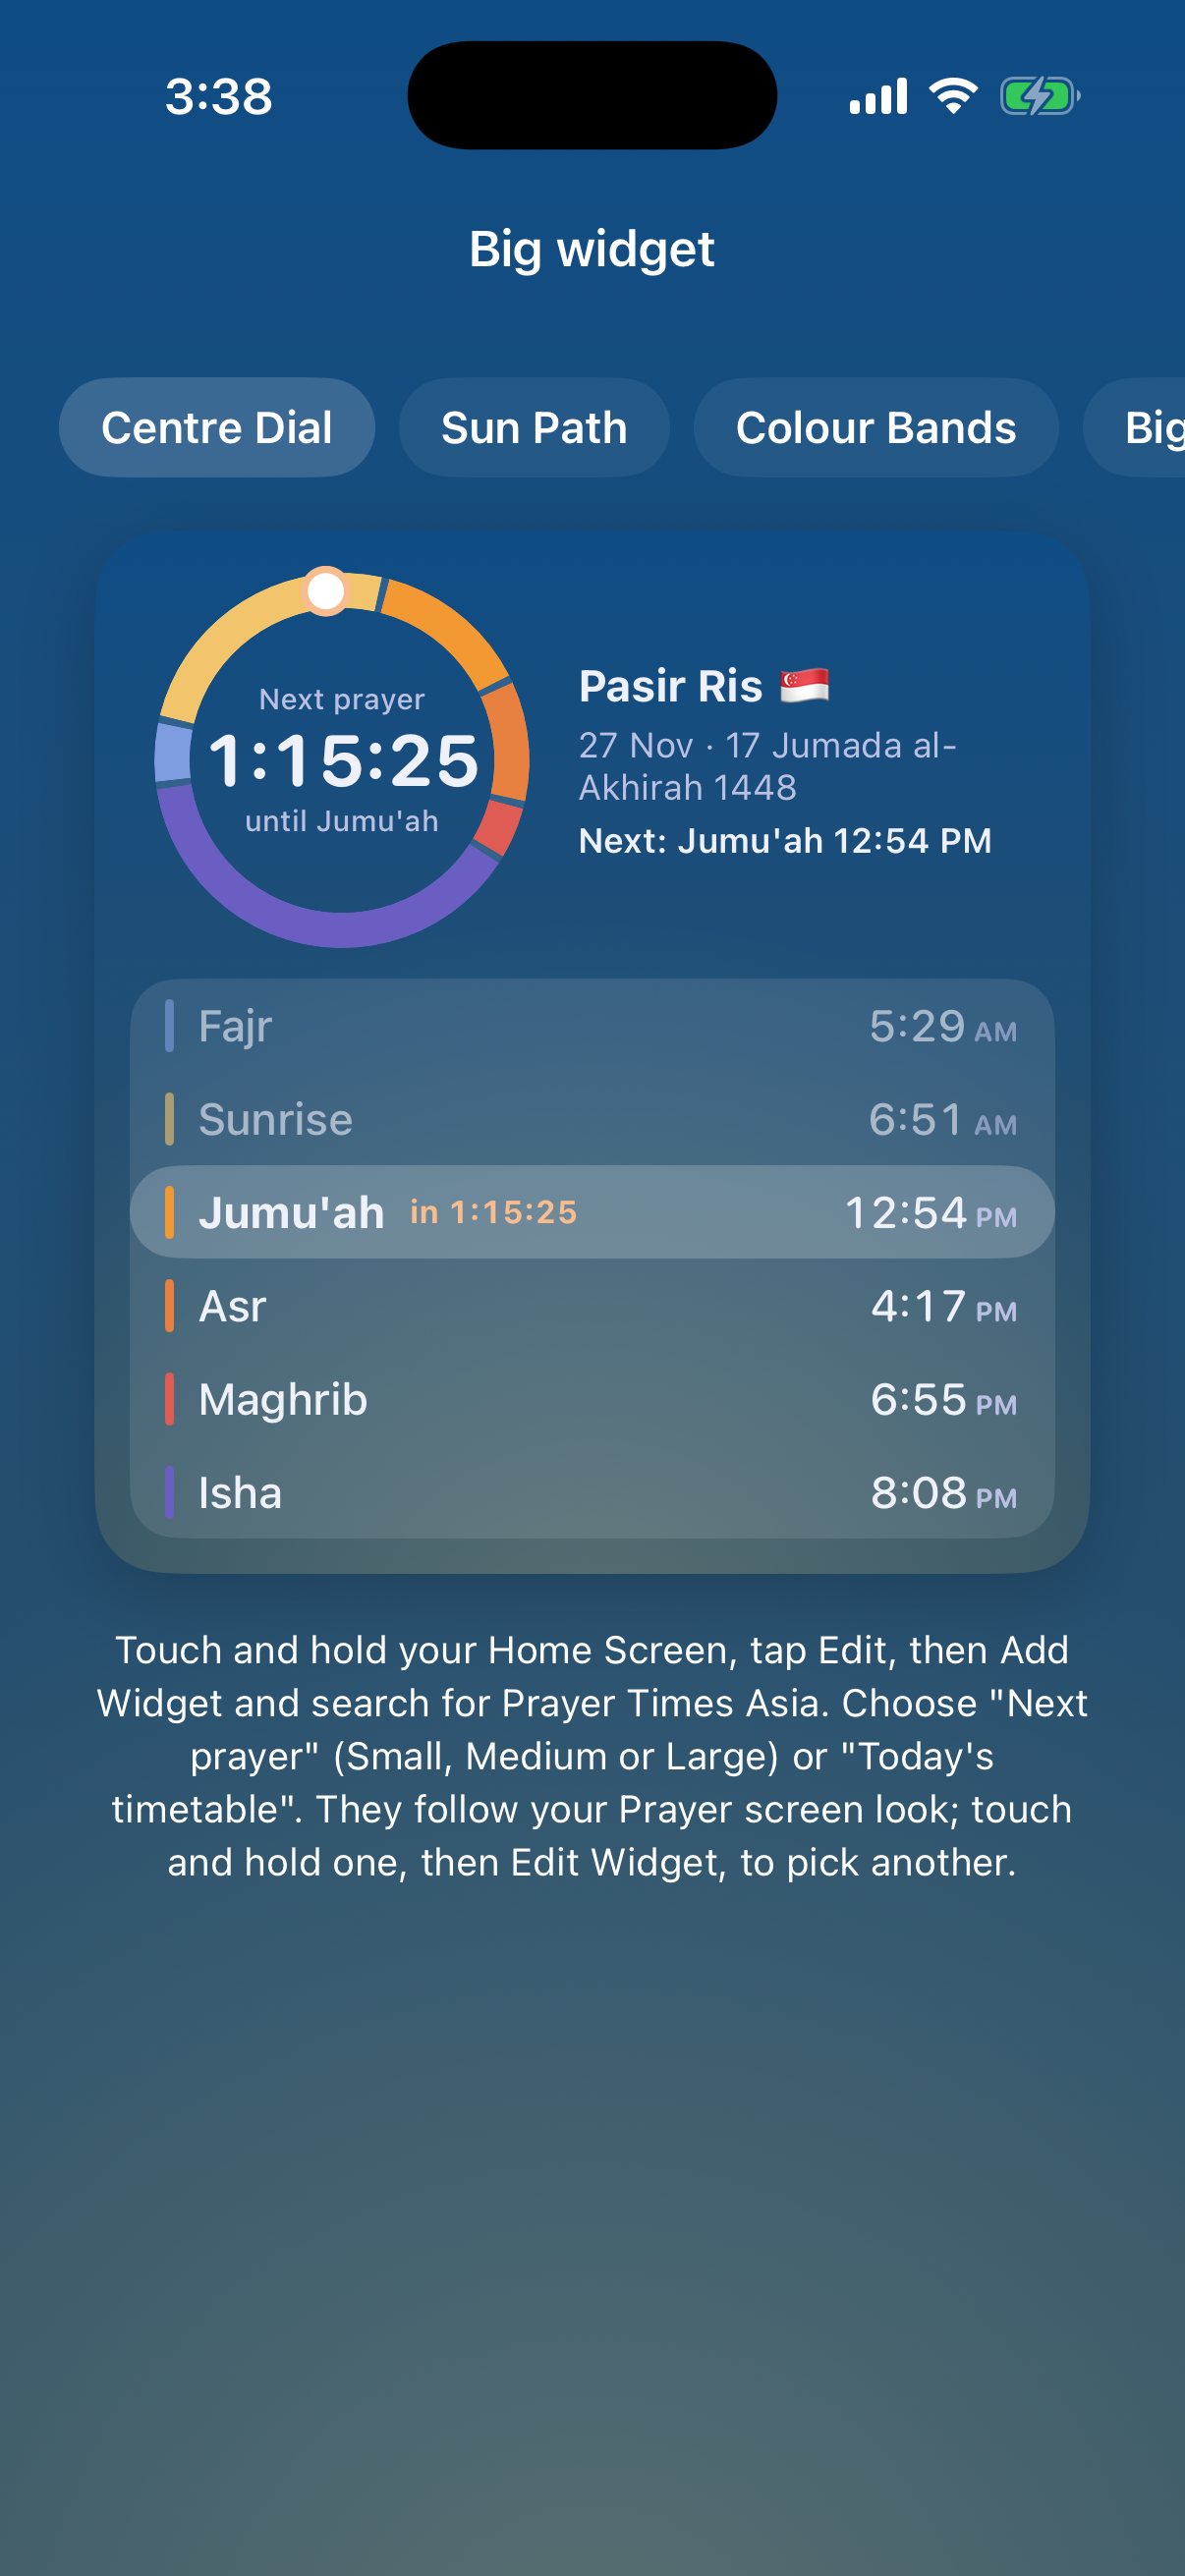 3:38
Big widget
Centre Dial
Sun Path
Colour Bands
Big
Next prayer
1:15:25
until Jumu'ah
Pasir Ris 🇸🇬
27 Nov · 17 Jumada al-
Akhirah 1448
Next: Jumu'ah 12:54 PM
Fajr 5:29 AM
Sunrise 6:51 AM
Jumu'ah in 1:15:25 12:54 PM
Asr 4:17 PM
Maghrib 6:55 PM
Isha 8:08 PM
Touch and hold your Home Screen, tap Edit, then Add
Widget and search for Prayer Times Asia. Choose "Next
prayer" (Small, Medium or Large) or "Today's
timetable". They follow your Prayer screen look; touch
and hold one, then Edit Widget, to pick another.